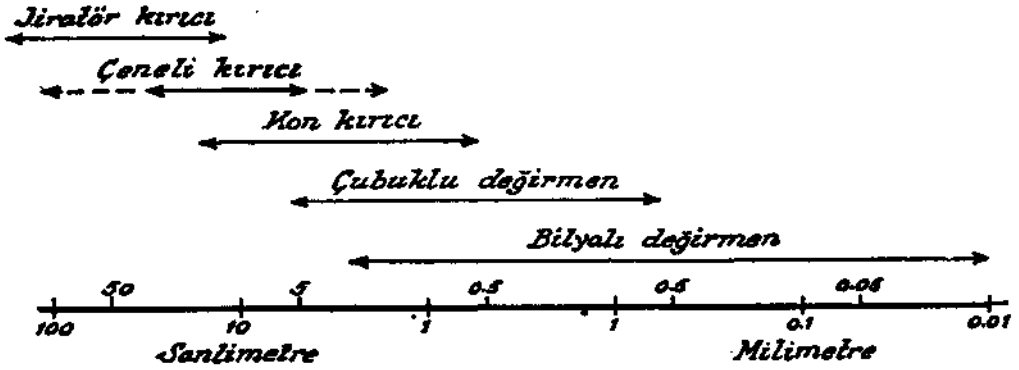 Jiratör kırıcı
Çeneli kırıcı
Kon kırıcı
Çubuklu değirmen
Bilyalı değirmen
50 5 0.5 0.5 0.05
100 10 1 1 0.1 0.01
Santimetre Milimetre